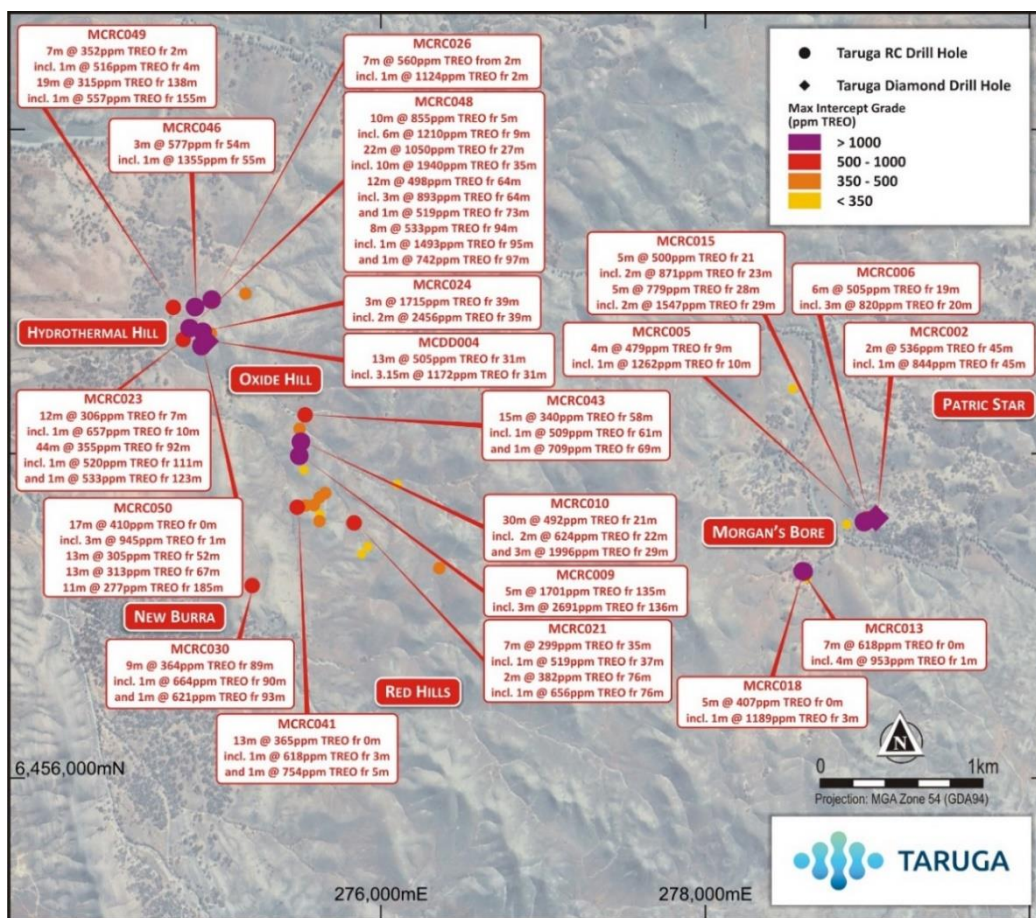 MCRC049
7m @ 352ppm TREO fr 2m
incl. 1m @ 516ppm TREO fr 4m
19m @ 315ppm TREO fr 138m
incl. 1m @ 557ppm TREO fr 155m
MCRC026
7m @ 560ppm TREO from 2m
incl. 1m @ 1124ppm TREO fr 2m
MCRC046
3m @ 577ppm fr 54m
incl. 1m @ 1355ppm fr 55m
MCRC048
10m @ 855ppm TREO fr 5m
incl. 6m @ 1210ppm TREO fr 9m
22m @ 1050ppm TREO fr 27m
incl. 10m @ 1940ppm TREO fr 35m
12m @ 498ppm TREO fr 64m
incl. 3m @ 893ppm TREO fr 64m
and 1m @ 519ppm TREO fr 73m
8m @ 533ppm TREO fr 94m
incl. 1m @ 1493ppm TREO fr 95m
and 1m @ 742ppm TREO fr 97m
Taruga RC Drill Hole
Taruga Diamond Drill Hole
Max Intercept Grade
(ppm TREO)
> 1000
500 - 1000
350 - 500
< 350
MCRC015
5m @ 500ppm TREO fr 21
incl. 2m @ 871ppm TREO fr 23m
5m @ 779ppm TREO fr 28m
incl. 2m @ 1547ppm TREO fr 29m
MCRC006
6m @ 505ppm TREO fr 19m
incl. 3m @ 820ppm TREO fr 20m
MCRC024
3m @ 1715ppm TREO fr 39m
incl. 2m @ 2456ppm TREO fr 39m
HYDROTHERMAL HILL
MCRC005
4m @ 479ppm TREO fr 9m
incl. 1m @ 1262ppm TREO fr 10m
MCRC002
2m @ 536ppm TREO fr 45m
incl. 1m @ 844ppm TREO fr 45m
MCDD004
13m @ 505ppm TREO fr 31m
incl. 3.15m @ 1172ppm TREO fr 31m
OXIDE HILL
MCRC023
12m @ 306ppm TREO fr 7m
incl. 1m @ 657ppm TREO fr 10m
44m @ 355ppm TREO fr 92m
incl. 1m @ 520ppm TREO fr 111m
and 1m @ 533ppm TREO fr 123m
MCRC043
15m @ 340ppm TREO fr 58m
incl. 1m @ 509ppm TREO fr 61m
and 1m @ 709ppm TREO fr 69m
PATRIC STAR
MCRC050
17m @ 410ppm TREO fr 0m
incl. 3m @ 945ppm TREO fr 1m
13m @ 305ppm TREO fr 52m
13m @ 313ppm TREO fr 67m
11m @ 277ppm TREO fr 185m
MCRC010
30m @ 492ppm TREO fr 21m
incl. 2m @ 624ppm TREO fr 22m
and 3m @ 1996ppm TREO fr 29m
MORGAN'S BORE
MCRC009
5m @ 1701ppm TREO fr 135m
incl. 3m @ 2691ppm TREO fr 136m
NEW BURRA
MCRC030
9m @ 364ppm TREO fr 89m
incl. 1m @ 664ppm TREO fr 90m
and 1m @ 621ppm TREO fr 93m
MCRC021
7m @ 299ppm TREO fr 35m
incl. 1m @ 519ppm TREO fr 37m
2m @ 382ppm TREO fr 76m
incl. 1m @ 656ppm TREO fr 76m
MCRC013
7m @ 618ppm TREO fr 0m
incl. 4m @ 953ppm TREO fr 1m
RED HILLS
MCRC018
5m @ 407ppm TREO fr 0m
incl. 1m @ 1189ppm TREO fr 3m
MCRC041
13m @ 365ppm TREO fr 0m
incl. 1m @ 618ppm TREO fr 3m
and 1m @ 754ppm TREO fr 5m
N
6,456,000mN
0 1km
Projection: MGA Zone 54 (GDA94)
TARUGA
276,000mE
278,000mE